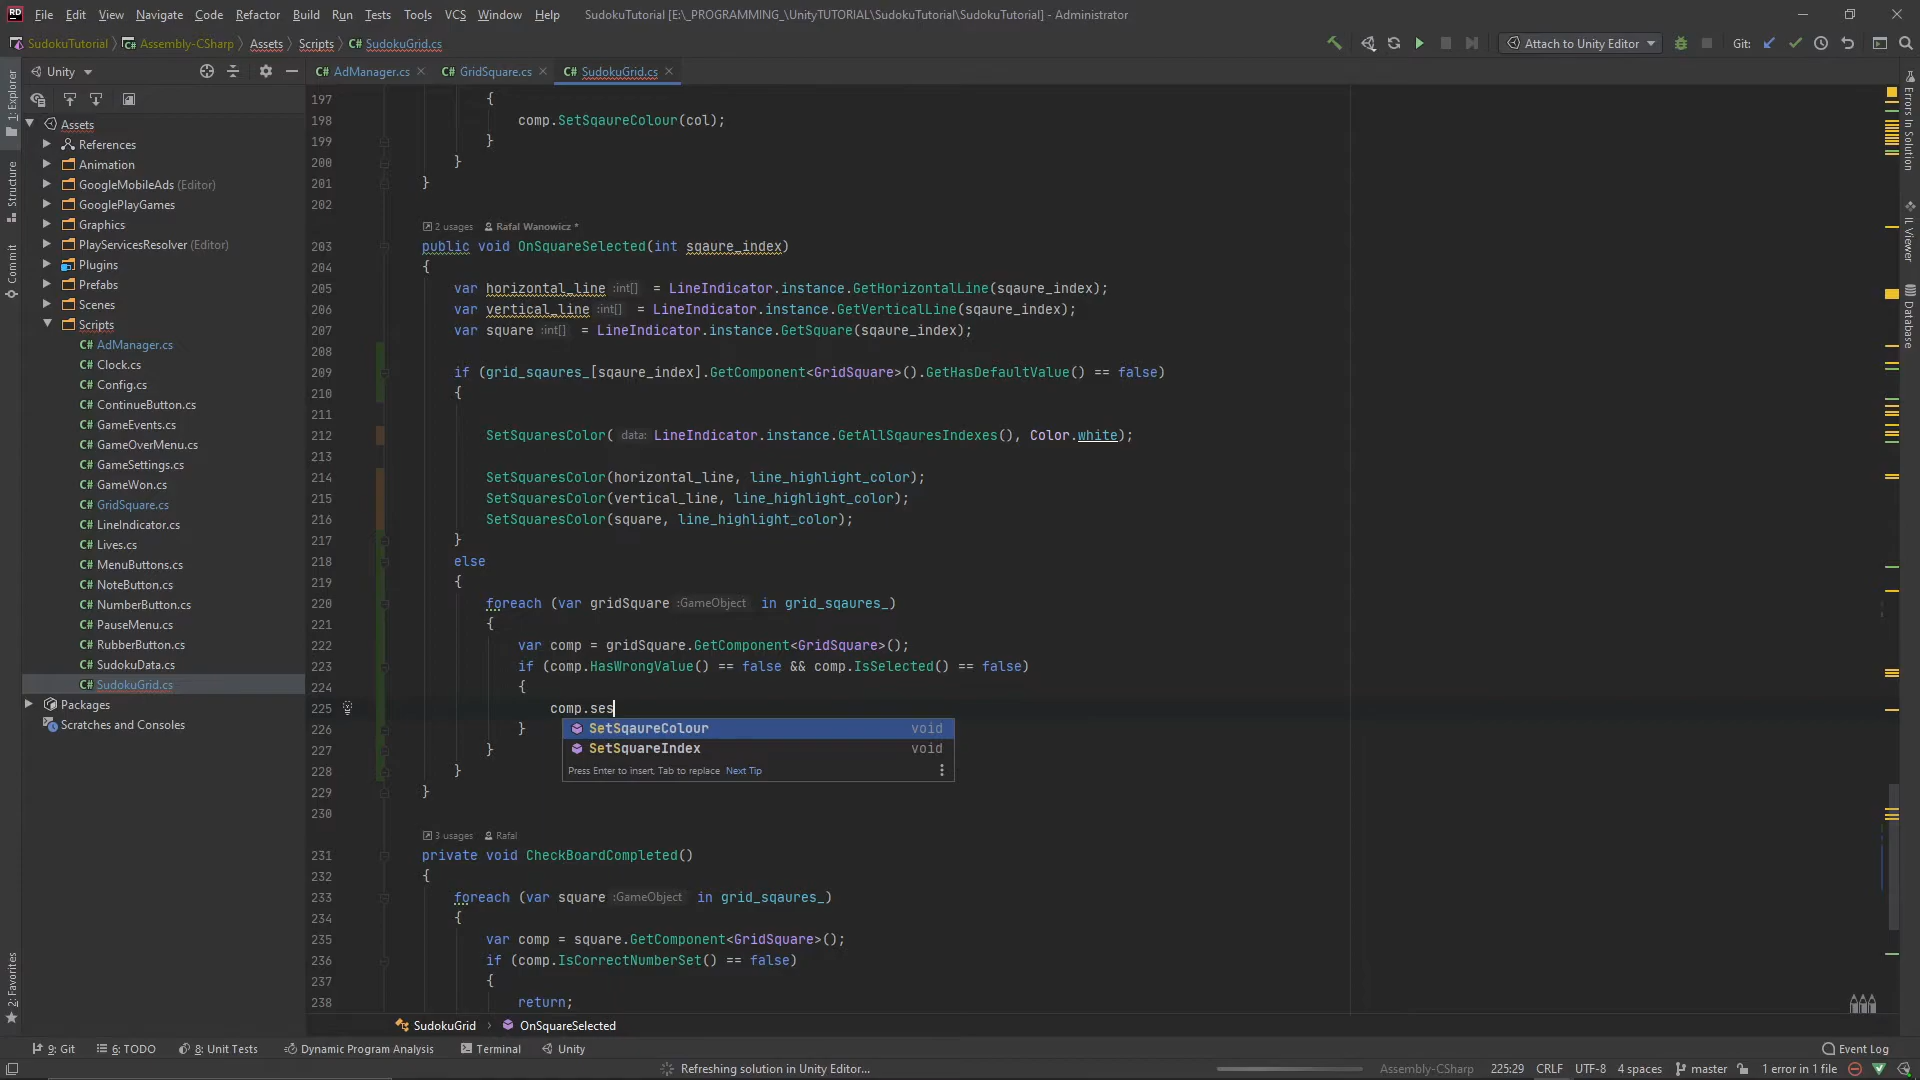 File Edit View Navigate Code Refactor Build Run Tests Tools VCS Window Help SudokuTutorial [E:\_PROGRAMMING_\UnityTUTORIAL\SudokuTutorial\SudokuTutorial] - Administrator
SudokuTutorial Assembly-CSharp Assets Scripts C# SudokuGrid.cs Attach to Unity Editor Git:
Unity
C# AdManager.cs C# GridSquare.cs C# SudokuGrid.cs
1: Explorer
Structure
Commit
2: Favorites
Assets
References
Animation
GoogleMobileAds (Editor)
GooglePlayGames
Graphics
PlayServicesResolver (Editor)
Plugins
Prefabs
Scenes
Scripts
C# AdManager.cs
C# Clock.cs
C# Config.cs
C# ContinueButton.cs
C# GameEvents.cs
C# GameOverMenu.cs
C# GameSettings.cs
C# GameWon.cs
C# GridSquare.cs
C# LineIndicator.cs
C# Lives.cs
C# MenuButtons.cs
C# NoteButton.cs
C# NumberButton.cs
C# PauseMenu.cs
C# RubberButton.cs
C# SudokuData.cs
C# SudokuGrid.cs
Packages
Scratches and Consoles
197 {
198 comp.SetSqaureColour(col);
199 }
200 }
201 }
202
2 usages Rafal Wanowicz *
203 public void OnSquareSelected(int sqaure_index)
204 {
205 var horizontal_line :int[] = LineIndicator.instance.GetHorizontalLine(sqaure_index);
206 var vertical_line :int[] = LineIndicator.instance.GetVerticalLine(sqaure_index);
207 var square :int[] = LineIndicator.instance.GetSquare(sqaure_index);
208
209 if (grid_sqaures_[sqaure_index].GetComponent<GridSquare>().GetHasDefaultValue() == false)
210 {
211
212 SetSquaresColor( data: LineIndicator.instance.GetAllSqauresIndexes(), Color.white);
213
214 SetSquaresColor(horizontal_line, line_highlight_color);
215 SetSquaresColor(vertical_line, line_highlight_color);
216 SetSquaresColor(square, line_highlight_color);
217 }
218 else
219 {
220 foreach (var gridSquare :GameObject in grid_sqaures_)
221 {
222 var comp = gridSquare.GetComponent<GridSquare>();
223 if (comp.HasWrongValue() == false && comp.IsSelected() == false)
224 {
225 comp.ses
226 }
227 }
228 }
229 }
230
SetSqaureColour void
SetSquareIndex void
Press Enter to insert, Tab to replace Next Tip
3 usages Rafal
231 private void CheckBoardCompleted()
232 {
233 foreach (var square :GameObject in grid_sqaures_)
234 {
235 var comp = square.GetComponent<GridSquare>();
236 if (comp.IsCorrectNumberSet() == false)
237 {
238 return;
SudokuGrid › OnSquareSelected
Errors In Solution
IL Viewer
Database
9: Git 6: TODO 8: Unit Tests Dynamic Program Analysis Terminal Unity Event Log
Refreshing solution in Unity Editor... Assembly-CSharp 225:29 CRLF UTF-8 4 spaces master 1 error in 1 file